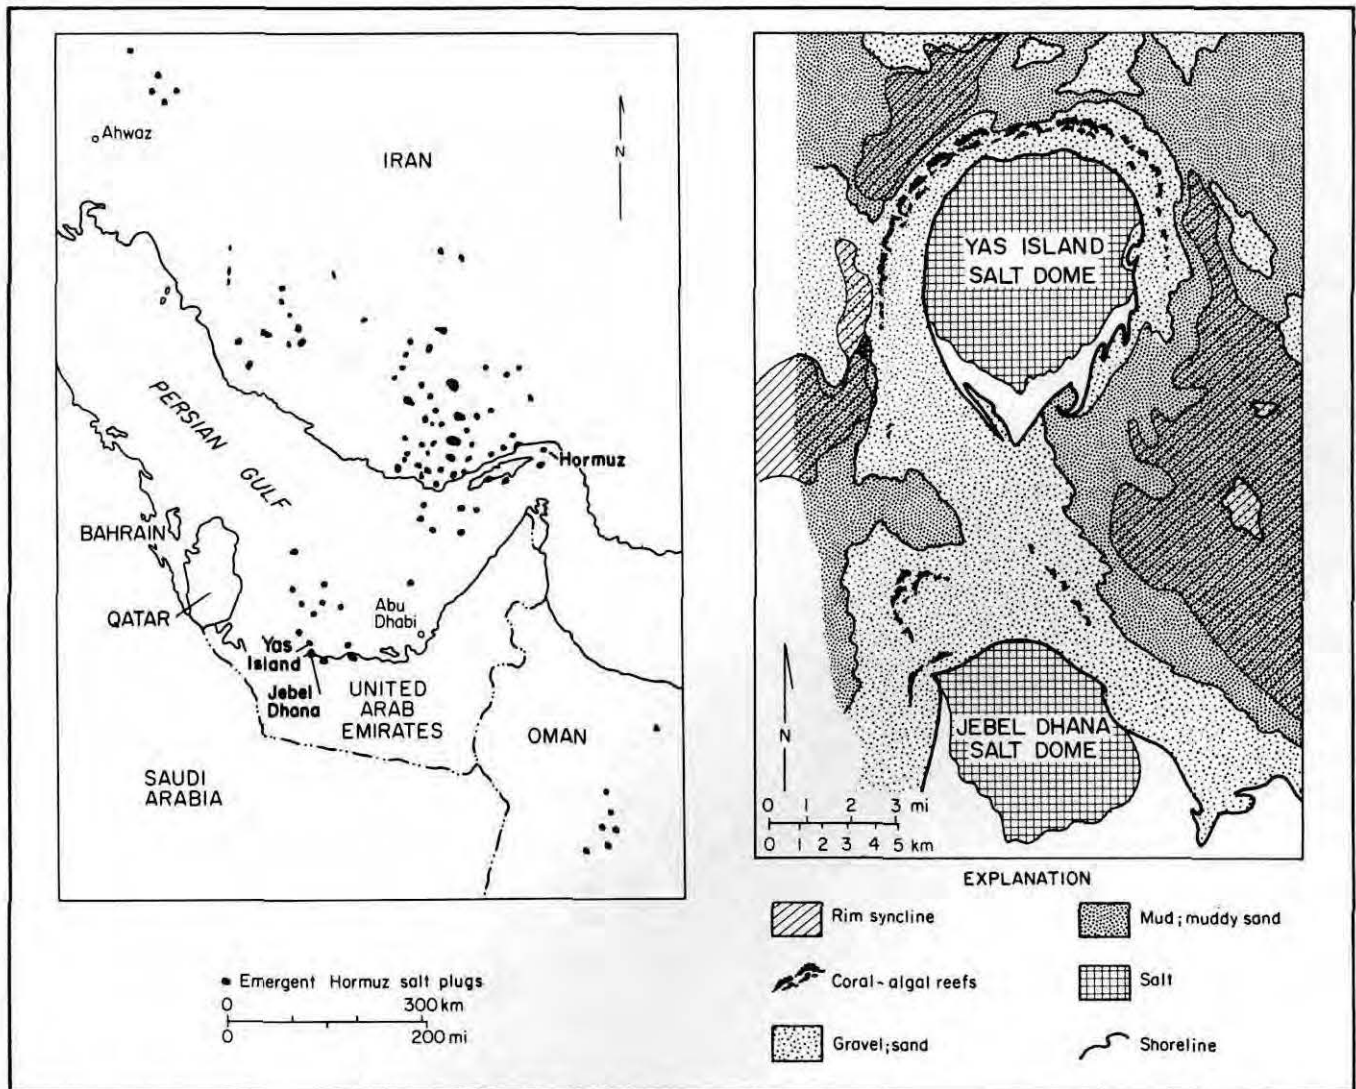 Ahwaz
IRAN
N
PERSIAN
GULF
Hormuz
BAHRAIN
QATAR
Abu
Dhabi
Yas
Island
Jebel
Dhana
UNITED
ARAB
EMIRATES
OMAN
SAUDI
ARABIA
Emergent Hormuz salt plugs
0 300 km
0 200 mi
YAS ISLAND
SALT DOME
JEBEL DHANA
SALT DOME
N
0 1 2 3 mi
0 1 2 3 4 5 km
EXPLANATION
Rim syncline
Mud; muddy sand
Coral-algal reefs
Salt
Gravel; sand
Shoreline